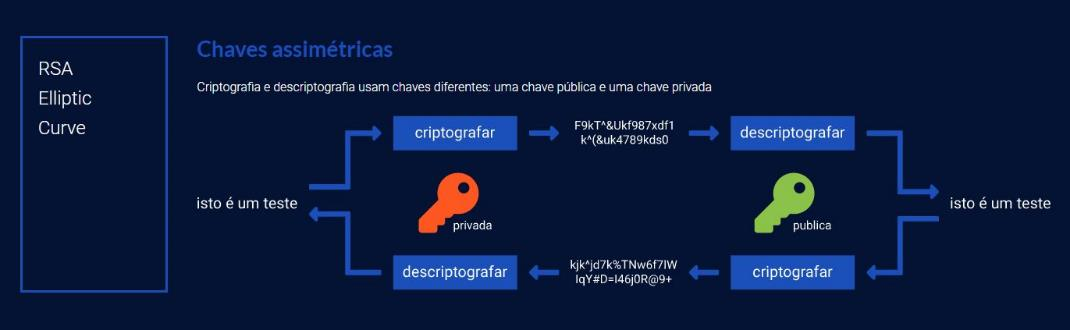 RSA
Elliptic
Curve
Chaves assimétricas
Criptografia e descriptografia usam chaves diferentes: uma chave pública e uma chave privada
isto é um teste
criptografar
F9kT^&Ukf987xdf1
k^(&uk4789kds0
descriptografar
isto é um teste
privada
publica
descriptografar
kjk^jd7k%TNw6f7lW
IqY#D=I46j0R@9+
criptografar